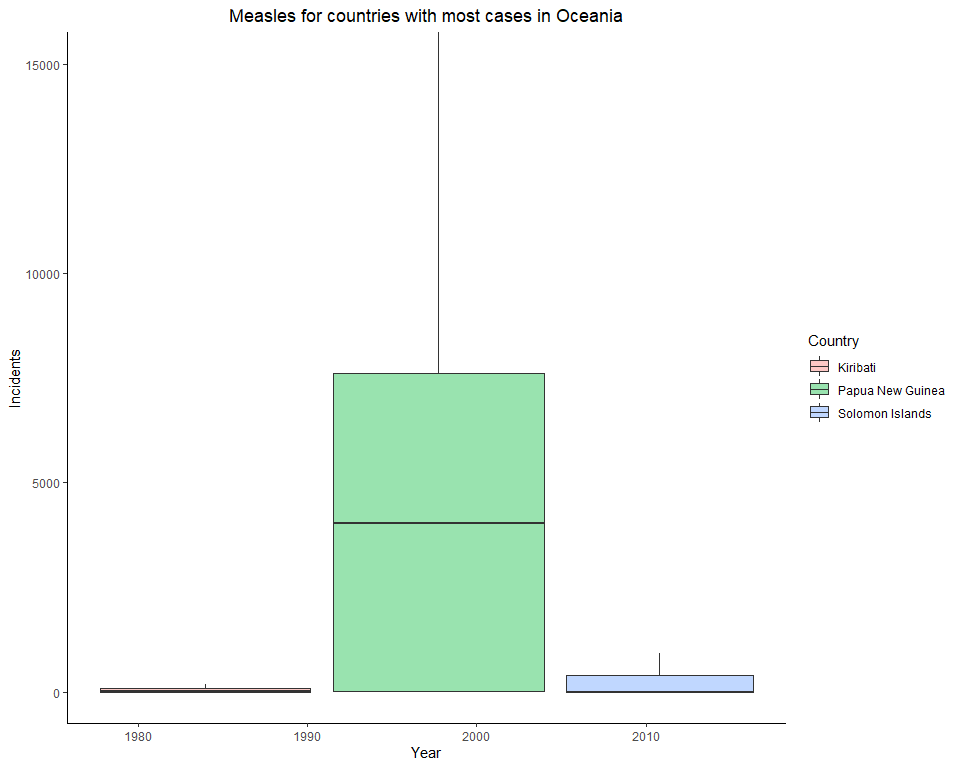 Measles for countries with most cases in Oceania
15000
10000
5000
0
Incidents
1980
1990
2000
2010
Year
Country
Kiribati
Papua New Guinea
Solomon Islands